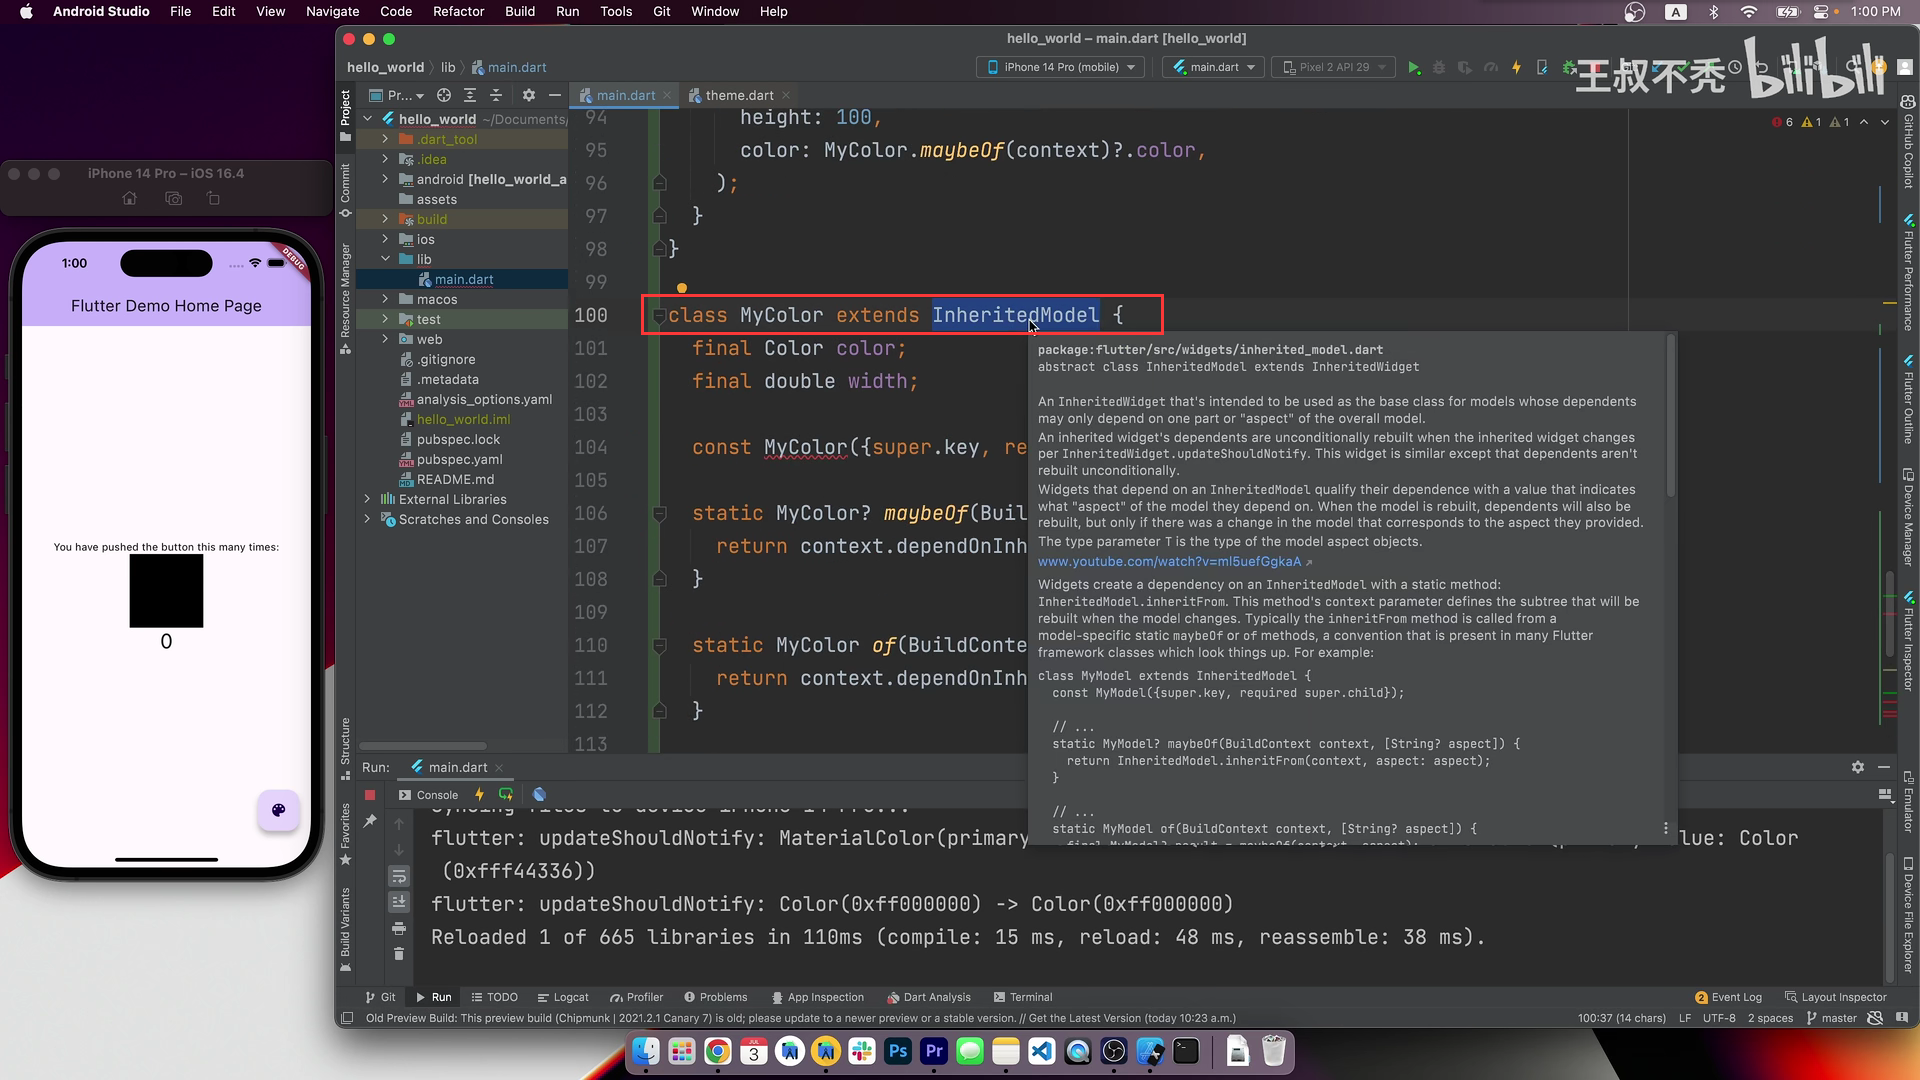 Android Studio File Edit View Navigate Code Refactor Build Run Tools Git Window Help
A 1:00 PM
hello_world – main.dart [hello_world]
hello_world lib main.dart
iPhone 14 Pro (mobile) main.dart Pixel 2 API 29
王叔不秃 bilibili
Pr... main.dart theme.dart
Project
Commit
Resource Manager
Structure
Favorites
Build Variants
hello_world ~/Documents/
.dart_tool
.idea
android [hello_world_a
assets
build
ios
lib
main.dart
macos
test
web
.gitignore
.metadata
analysis_options.yaml
hello_world.iml
pubspec.lock
pubspec.yaml
README.md
External Libraries
Scratches and Consoles
iPhone 14 Pro – iOS 16.4
1:00
DEBUG
Flutter Demo Home Page
You have pushed the button this many times:
0
6 1 1
94 height: 100,
95 color: MyColor.maybeOf(context)?.color,
96 );
97 }
98 }
99
100 class MyColor extends InheritedModel {
101 final Color color;
102 final double width;
103
104 const MyColor({super.key, re
105
106 static MyColor? maybeOf(Buil
107 return context.dependOnInh
108 }
109
110 static MyColor of(BuildConte
111 return context.dependOnInh
112 }
113
package:flutter/src/widgets/inherited_model.dart
abstract class InheritedModel extends InheritedWidget
An InheritedWidget that's intended to be used as the base class for models whose dependents
may only depend on one part or "aspect" of the overall model.
An inherited widget's dependents are unconditionally rebuilt when the inherited widget changes
per InheritedWidget.updateShouldNotify. This widget is similar except that dependents aren't
rebuilt unconditionally.
Widgets that depend on an InheritedModel qualify their dependence with a value that indicates
what "aspect" of the model they depend on. When the model is rebuilt, dependents will also be
rebuilt, but only if there was a change in the model that corresponds to the aspect they provided.
The type parameter T is the type of the model aspect objects.
www.youtube.com/watch?v=ml5uefGgkaA
Widgets create a dependency on an InheritedModel with a static method:
InheritedModel.inheritFrom. This method's context parameter defines the subtree that will be
rebuilt when the model changes. Typically the inheritFrom method is called from a
model-specific static maybeOf or of methods, a convention that is present in many Flutter
framework classes which look things up. For example:
class MyModel extends InheritedModel {
const MyModel({super.key, required super.child});
// ...
static MyModel? maybeOf(BuildContext context, [String? aspect]) {
return InheritedModel.inheritFrom(context, aspect: aspect);
}
// ...
static MyModel of(BuildContext context, [String? aspect]) {
final MyModel? result = maybeOf(context, aspect);
GitHub Copilot
Flutter Performance
Flutter Outline
Device Manager
Flutter Inspector
Emulator
Device File Explorer
Run: main.dart
Console
Syncing files to device iPhone 14 Pro...
flutter: updateShouldNotify: MaterialColor(primary
lue: Color
(0xfff44336))
flutter: updateShouldNotify: Color(0xff000000) -> Color(0xff000000)
Reloaded 1 of 665 libraries in 110ms (compile: 15 ms, reload: 48 ms, reassemble: 38 ms).
Git Run TODO Logcat Profiler Problems App Inspection Dart Analysis Terminal
2 Event Log Layout Inspector
Old Preview Build: This preview build (Chipmunk | 2021.2.1 Canary 7) is old; please update to a newer preview or a stable version. // Get the Latest Version (today 10:23 a.m.)
100:37 (14 chars) LF UTF-8 2 spaces master
JUL
3
Ps
Pr